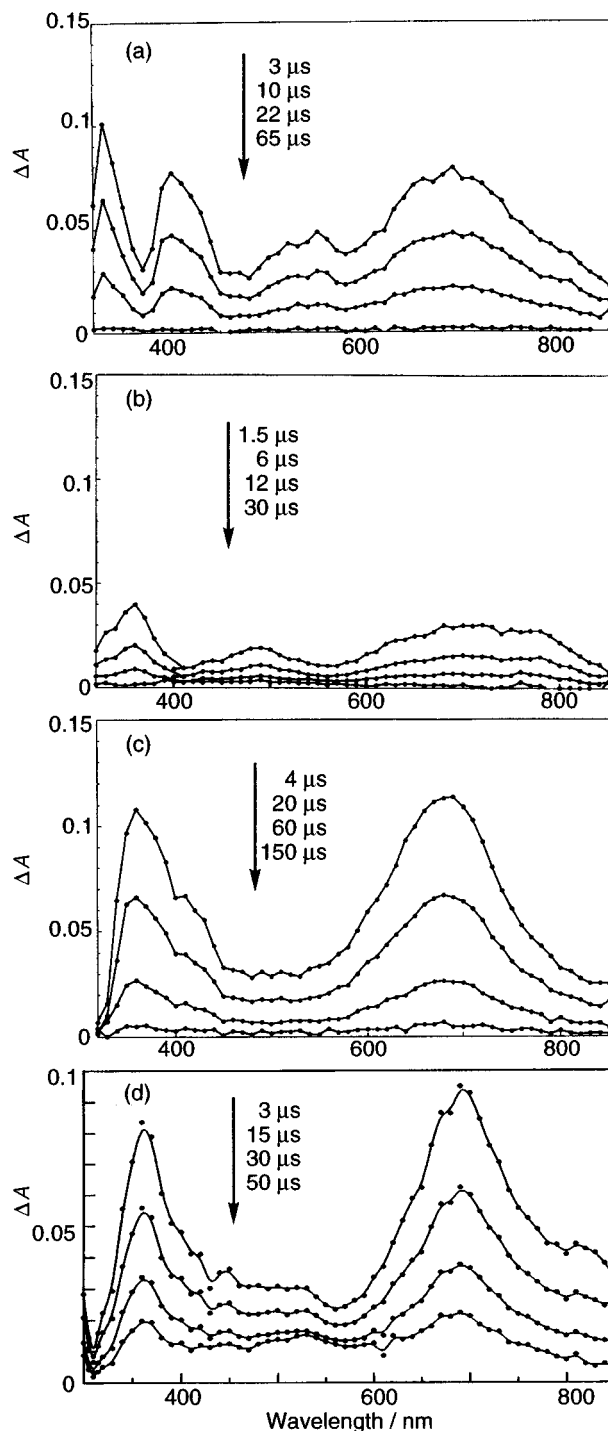 0.15
(a)
3 µs
10 µs
22 µs
65 µs
0.1
ΔA
0.05
0
400
600
800
0.15
(b)
1.5 µs
6 µs
12 µs
30 µs
0.1
ΔA
0.05
0
400
600
800
0.15
(c)
4 µs
20 µs
60 µs
150 µs
0.1
ΔA
0.05
0
400
600
800
0.1
(d)
3 µs
15 µs
30 µs
50 µs
ΔA
0.05
0
400
600
800
Wavelength / nm